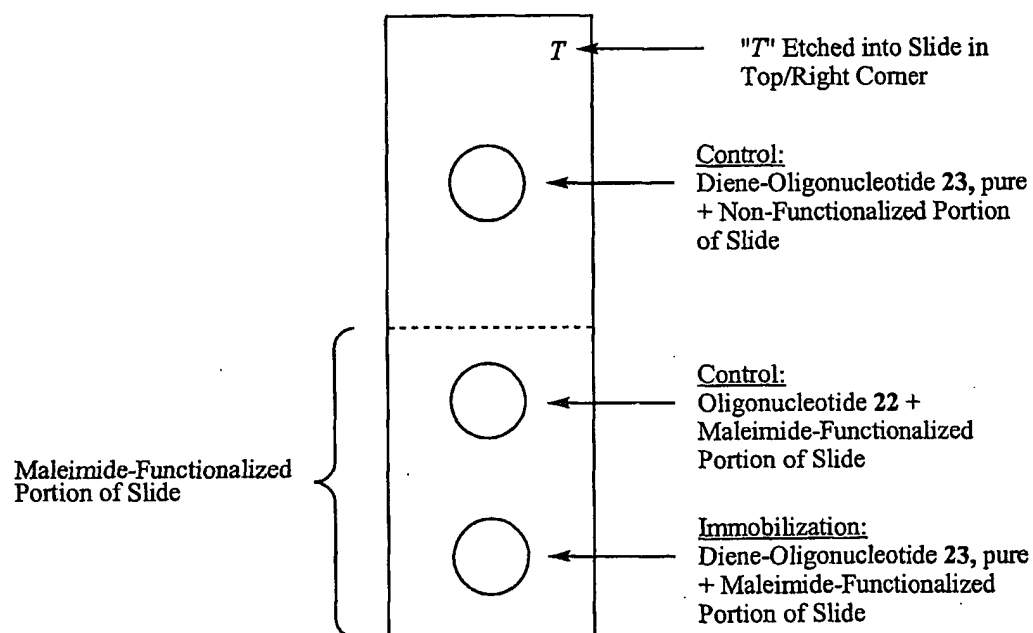 T
"T" Etched into Slide in
Top/Right Corner
Control:
Diene-Oligonucleotide 23, pure
+ Non-Functionalized Portion
of Slide
Control:
Oligonucleotide 22 +
Maleimide-Functionalized
Portion of Slide
Maleimide-Functionalized
Portion of Slide
Immobilization:
Diene-Oligonucleotide 23, pure
+ Maleimide-Functionalized
Portion of Slide